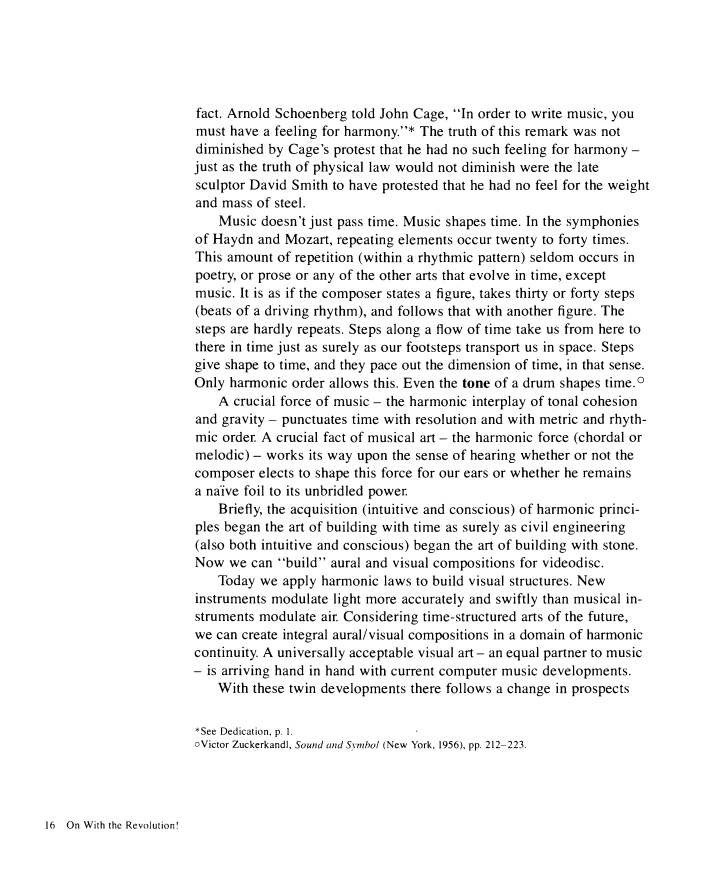 fact. Arnold Schoenberg told John Cage, “In order to write music, you
must have a feeling for harmony.”* The truth of this remark was not
diminished by Cage’s protest that he had no such feeling for harmony –
just as the truth of physical law would not diminish were the late
sculptor David Smith to have protested that he had no feel for the weight
and mass of steel.
Music doesn’t just pass time. Music shapes time. In the symphonies
of Haydn and Mozart, repeating elements occur twenty to forty times.
This amount of repetition (within a rhythmic pattern) seldom occurs in
poetry, or prose or any of the other arts that evolve in time, except
music. It is as if the composer states a figure, takes thirty or forty steps
(beats of a driving rhythm), and follows that with another figure. The
steps are hardly repeats. Steps along a flow of time take us from here to
there in time just as surely as our footsteps transport us in space. Steps
give shape to time, and they pace out the dimension of time, in that sense.
Only harmonic order allows this. Even the tone of a drum shapes time.○
A crucial force of music – the harmonic interplay of tonal cohesion
and gravity – punctuates time with resolution and with metric and rhyth-
mic order. A crucial fact of musical art – the harmonic force (chordal or
melodic) – works its way upon the sense of hearing whether or not the
composer elects to shape this force for our ears or whether he remains
a naïve foil to its unbridled power.
Briefly, the acquisition (intuitive and conscious) of harmonic princi-
ples began the art of building with time as surely as civil engineering
(also both intuitive and conscious) began the art of building with stone.
Now we can “build” aural and visual compositions for videodisc.
Today we apply harmonic laws to build visual structures. New
instruments modulate light more accurately and swiftly than musical in-
struments modulate air. Considering time-structured arts of the future,
we can create integral aural/visual compositions in a domain of harmonic
continuity. A universally acceptable visual art – an equal partner to music
– is arriving hand in hand with current computer music developments.
With these twin developments there follows a change in prospects
*See Dedication, p. 1.
○Victor Zuckerkandl, Sound and Symbol (New York, 1956), pp. 212–223.
16 On With the Revolution!